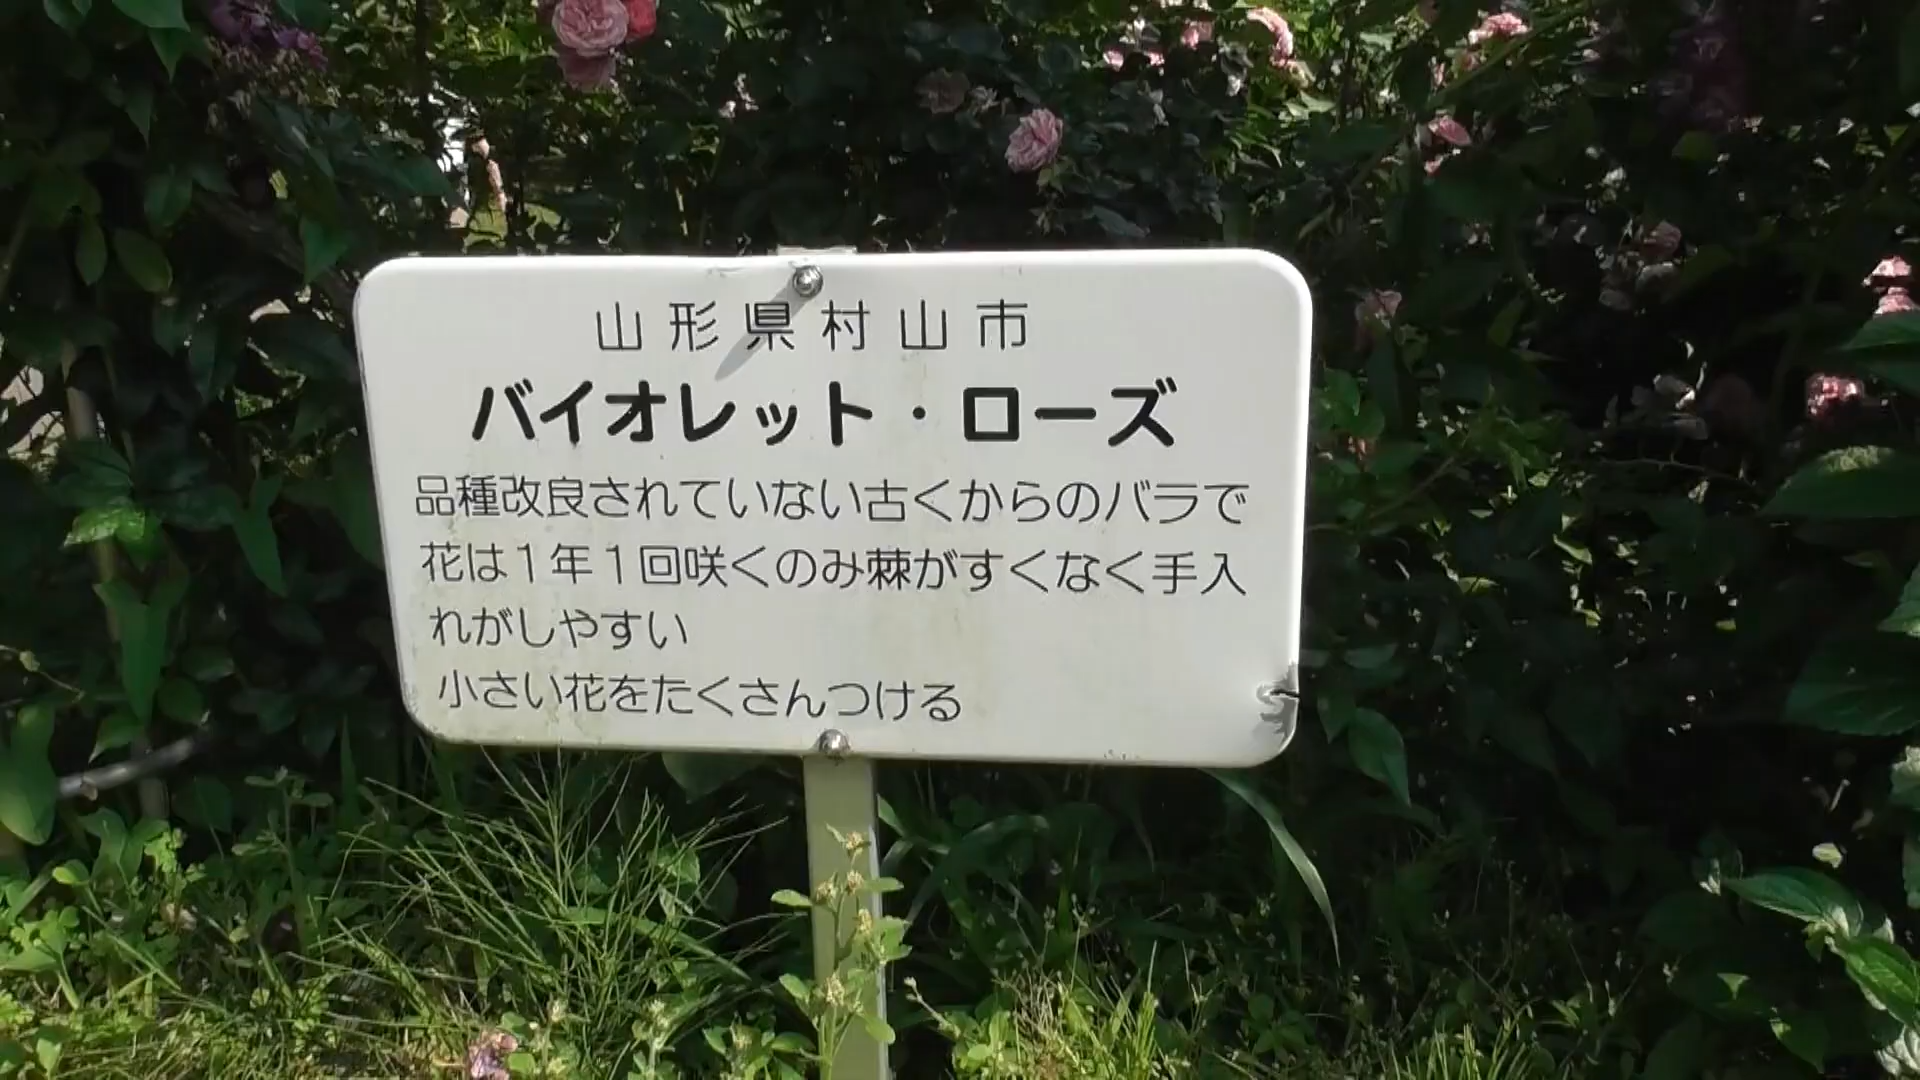 山形県村山市
バイオレット・ローズ
品種改良されていない古くからのバラで
花は１年１回咲くのみ棘がすくなく手入
れがしやすい
小さい花をたくさんつける